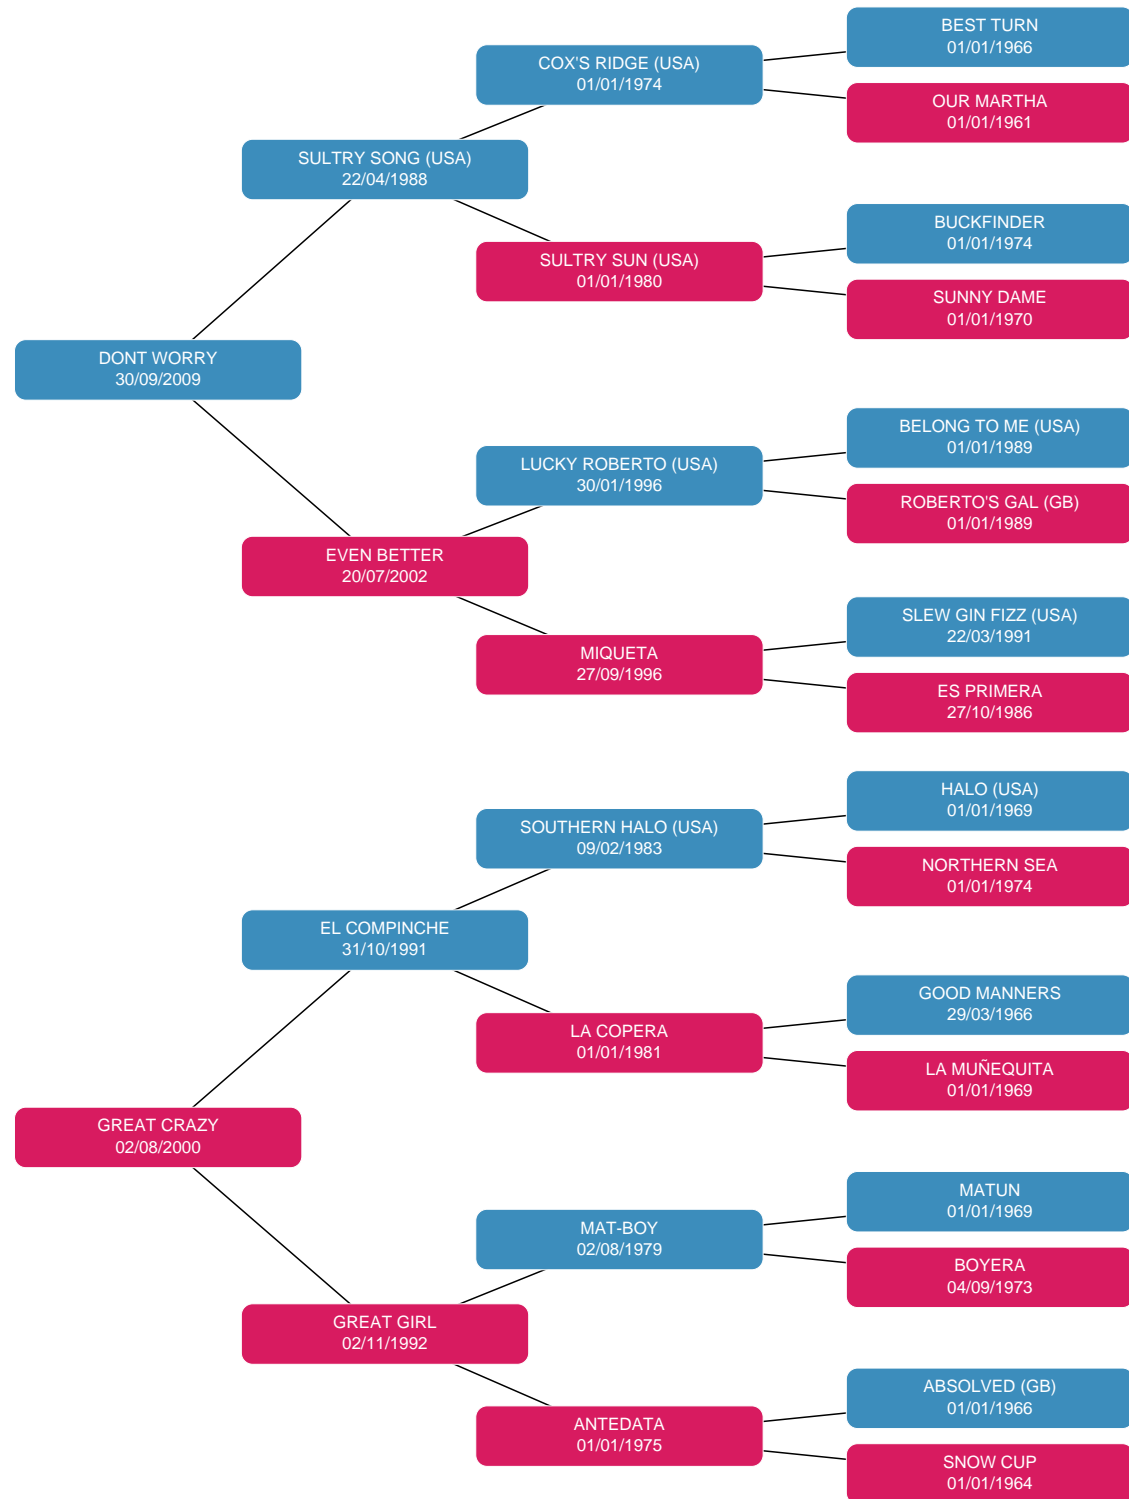 BEST TURN
01/01/1966
COX'S RIDGE (USA)
01/01/1974
OUR MARTHA
01/01/1961
SULTRY SONG (USA)
22/04/1988
BUCKFINDER
01/01/1974
SULTRY SUN (USA)
01/01/1980
SUNNY DAME
01/01/1970
DONT WORRY
30/09/2009
BELONG TO ME (USA)
01/01/1989
LUCKY ROBERTO (USA)
30/01/1996
ROBERTO'S GAL (GB)
01/01/1989
EVEN BETTER
20/07/2002
SLEW GIN FIZZ (USA)
22/03/1991
MIQUETA
27/09/1996
ES PRIMERA
27/10/1986
HALO (USA)
01/01/1969
SOUTHERN HALO (USA)
09/02/1983
NORTHERN SEA
01/01/1974
EL COMPINCHE
31/10/1991
GOOD MANNERS
29/03/1966
LA COPERA
01/01/1981
LA MUÑEQUITA
01/01/1969
GREAT CRAZY
02/08/2000
MATUN
01/01/1969
MAT-BOY
02/08/1979
BOYERA
04/09/1973
GREAT GIRL
02/11/1992
ABSOLVED (GB)
01/01/1966
ANTEDATA
01/01/1975
SNOW CUP
01/01/1964